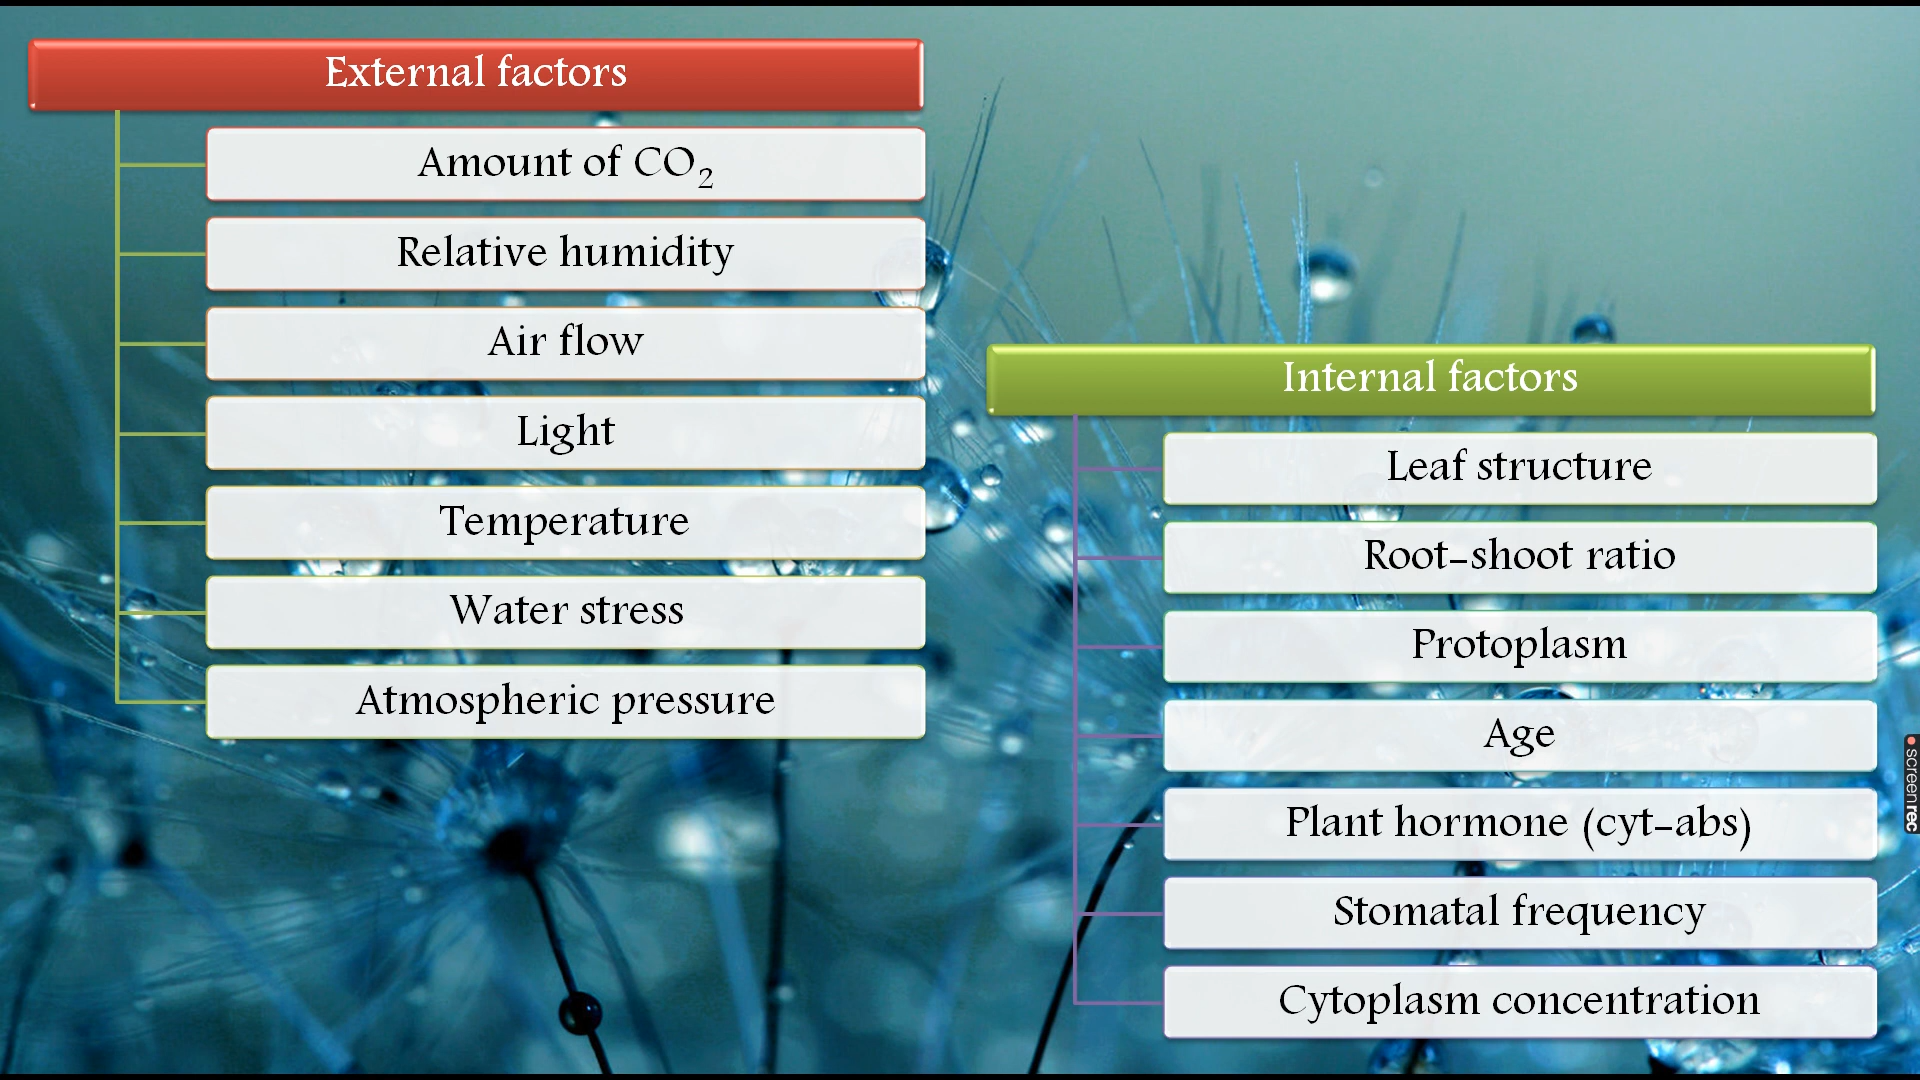 External factors
Amount of CO₂
Relative humidity
Air flow
Light
Temperature
Water stress
Atmospheric pressure
Internal factors
Leaf structure
Root-shoot ratio
Protoplasm
Age
Plant hormone (cyt-abs)
Stomatal frequency
Cytoplasm concentration
screenrec